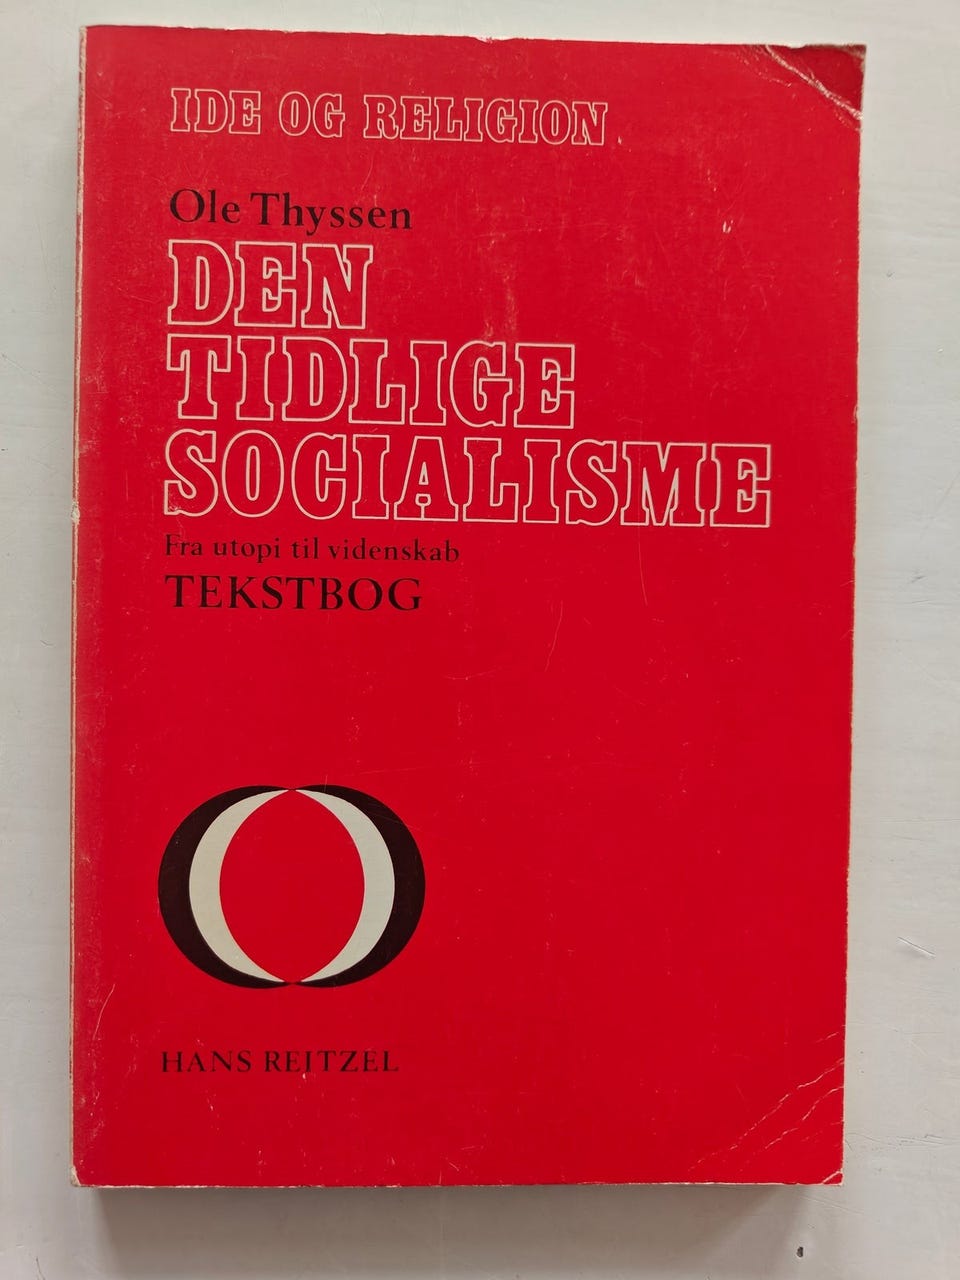 IDE OG RELIGION
Ole Thyssen
DEN
TIDLIGE
SOCIALISME
Fra utopi til videnskab
TEKSTBOG
HANS REITZEL